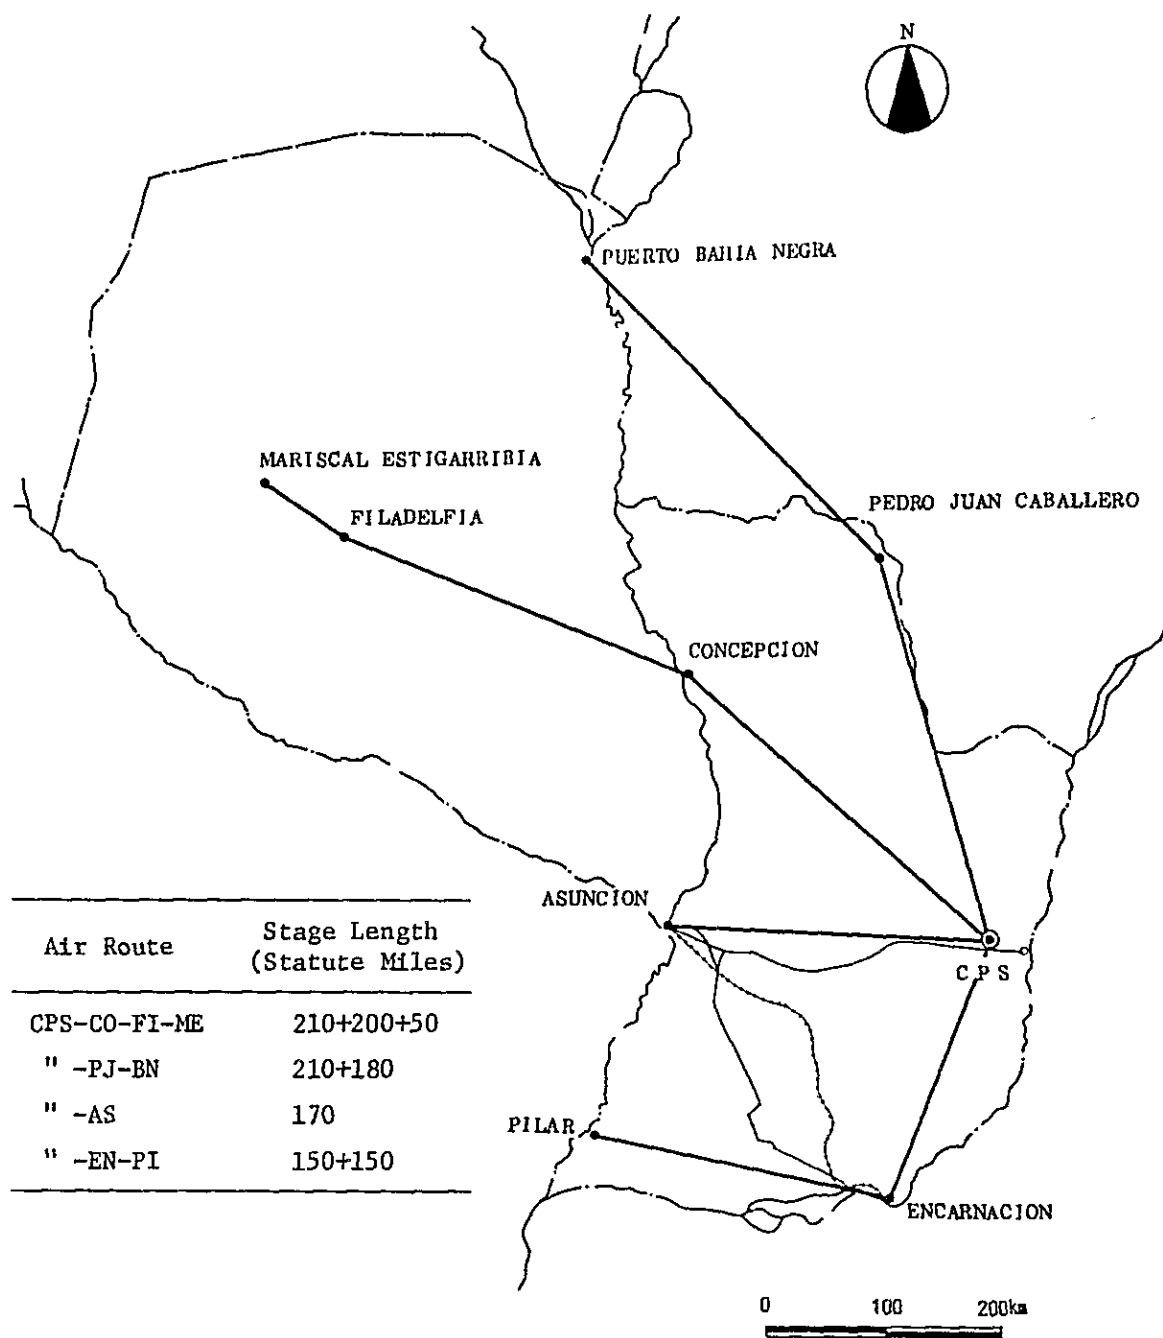 N
PUERTO BAHIA NEGRA
MARISCAL ESTIGARRIBIA
PEDRO JUAN CABALLERO
FILADELFIA
CONCEPCION
ASUNCION
CPS
PILAR
ENCARNACION
Air Route Stage Length (Statute Miles)
CPS-CO-FI-ME 210+200+50
" -PJ-BN 210+180
" -AS 170
" -EN-PI 150+150
0 100 200km